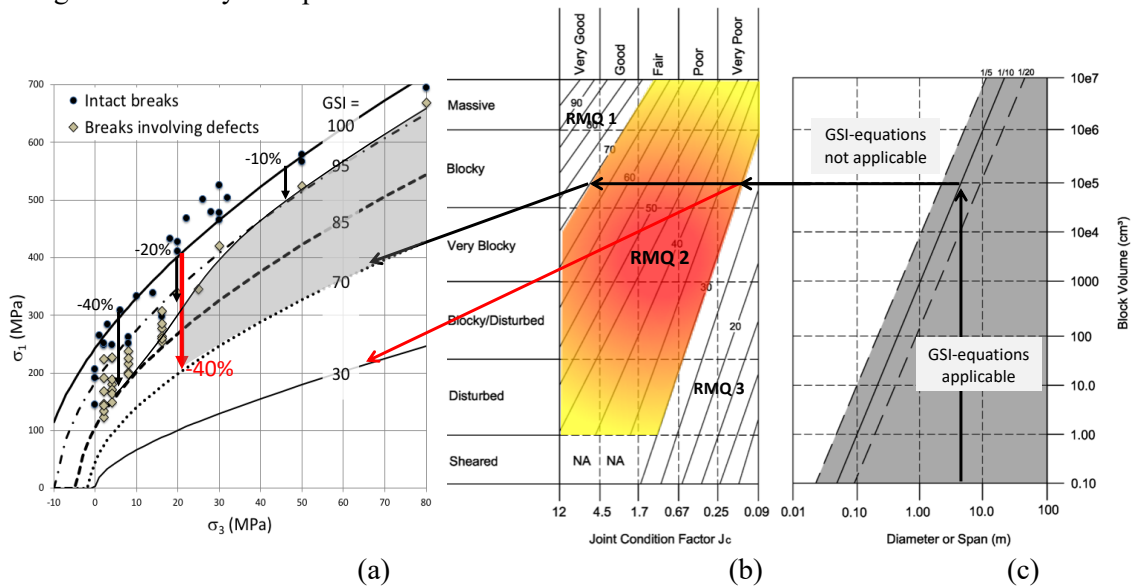 700
600
500
400
300
200
100
0
-10
0
10
20
30
40
50
60
70
80
σ1 (MPa)
σ3 (MPa)
Intact breaks
Breaks involving defects
GSI =
100
95
85
70
30
-10%
-20%
-40%
-40%
(a)
Very Good
Good
Fair
Poor
Very Poor
Massive
Blocky
Very Blocky
Blocky/Disturbed
Disturbed
Sheared
90
80
RMQ 1
70
60
50
RMQ 2
40
30
20
RMQ 3
NA
NA
12
4.5
1.7
0.67
0.25
0.09
Joint Condition Factor Jc
(b)
1/5
1/10
1/20
GSI-equations
not applicable
GSI-equations
applicable
10e7
10e6
10e5
10e4
1000
100
10.0
1.00
0.10
Block Volume (cm³)
0.01
0.10
1.00
10.0
100
Diameter or Span (m)
(c)